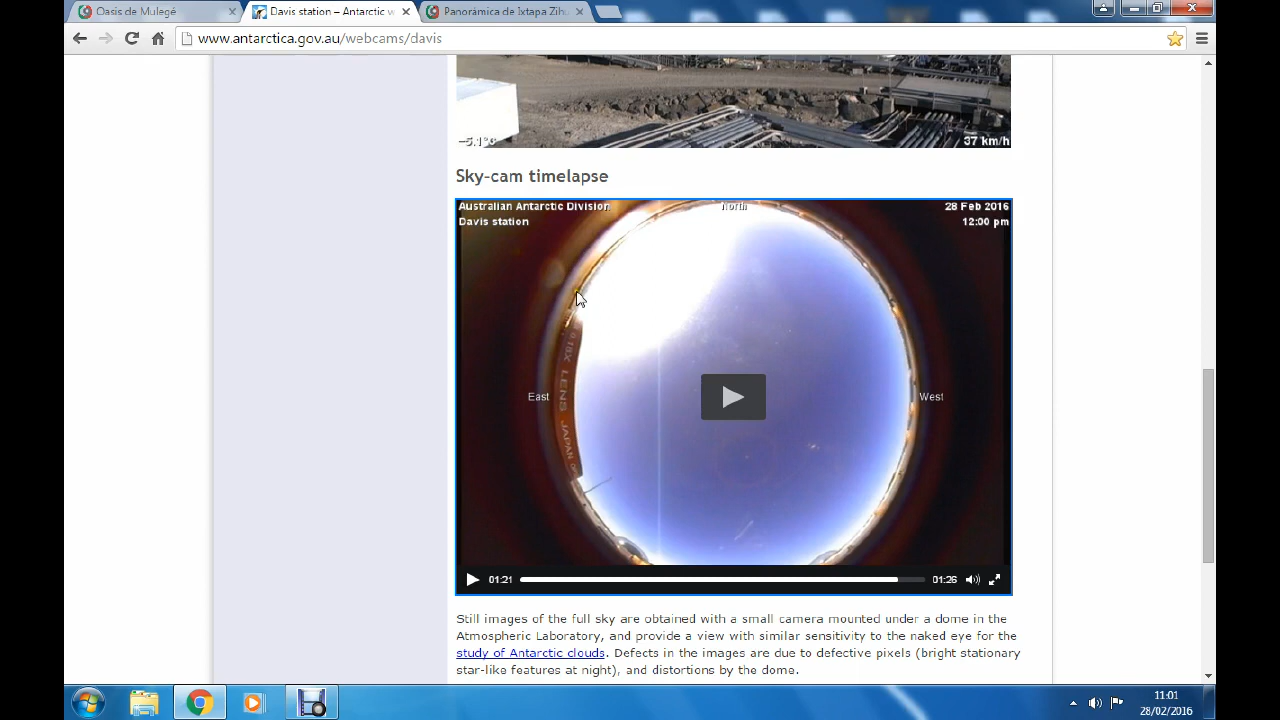 Oasis de Mulegé
Davis station – Antarctic w
Panorámica de Ixtapa Zihu
www.antarctica.gov.au/webcams/davis
−5.1°C
37 km/h
Sky-cam timelapse
Australian Antarctic Division
North
28 Feb 2016
Davis station
12:00 pm
0.18X LENS JAPAN
East
West
01:21
01:26
Still images of the full sky are obtained with a small camera mounted under a dome in the
Atmospheric Laboratory, and provide a view with similar sensitivity to the naked eye for the
study of Antarctic clouds. Defects in the images are due to defective pixels (bright stationary
star-like features at night), and distortions by the dome.
11:01
28/02/2016